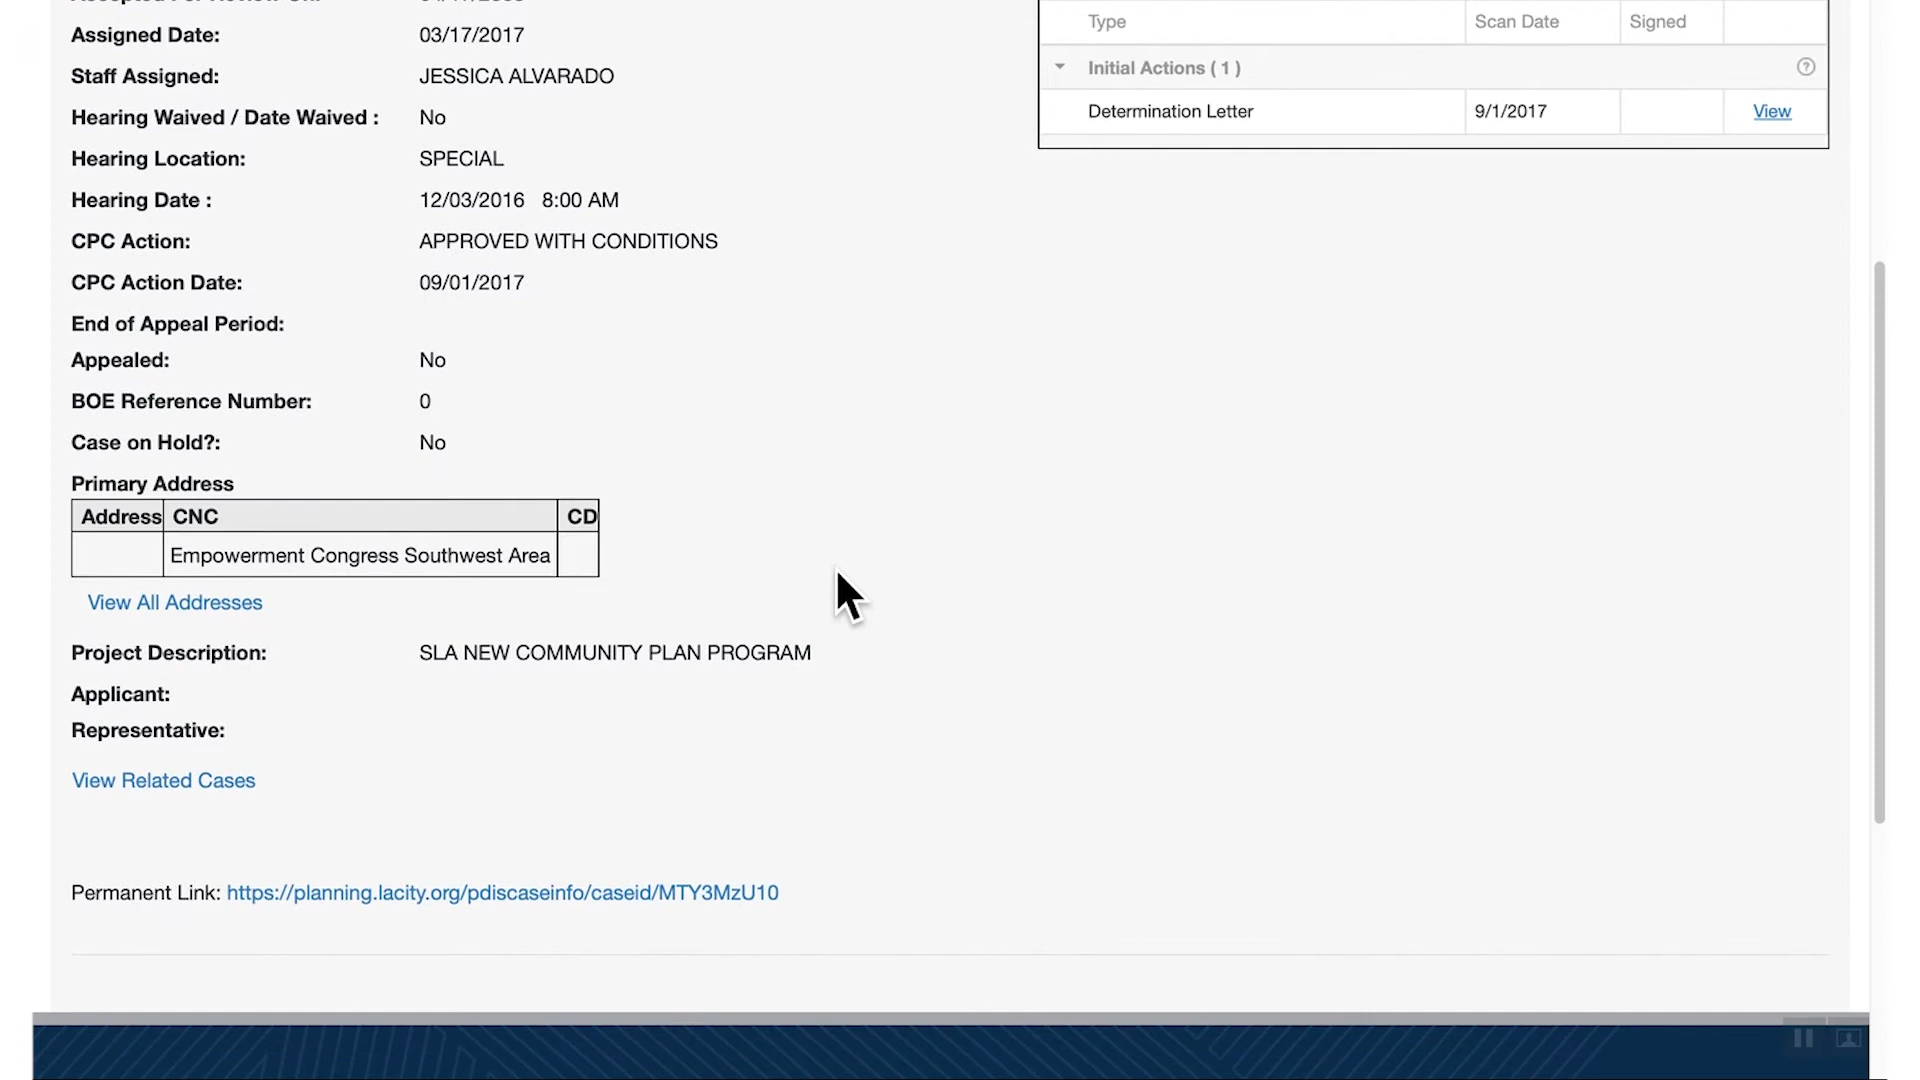 Assigned Date: 03/17/2017
Staff Assigned: JESSICA ALVARADO
Hearing Waived / Date Waived : No
Hearing Location: SPECIAL
Hearing Date : 12/03/2016 8:00 AM
CPC Action: APPROVED WITH CONDITIONS
CPC Action Date: 09/01/2017
End of Appeal Period:
Appealed: No
BOE Reference Number: 0
Case on Hold?: No
Primary Address
Address CNC CD
Empowerment Congress Southwest Area
View All Addresses
Project Description: SLA NEW COMMUNITY PLAN PROGRAM
Applicant:
Representative:
View Related Cases
Permanent Link: https://planning.lacity.org/pdiscaseinfo/caseid/MTY3MzU10
Type Scan Date Signed
Initial Actions ( 1 ) ?
Determination Letter 9/1/2017 View